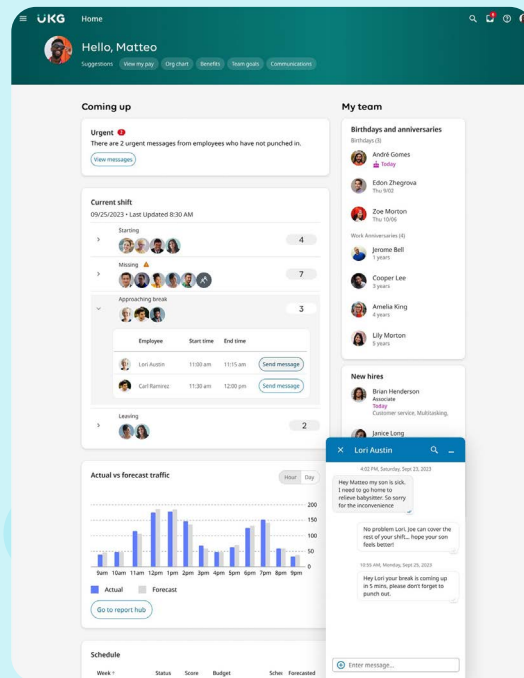 UKG Home
Hello, Matteo
Suggestions View my pay Org chart Benefits Team goals Communications
Coming up
Urgent 2
There are 2 urgent messages from employees who have not punched in.
View messages
Current shift
09/25/2023 • Last Updated 8:30 AM
Starting
4
Missing
7
Approaching break
3
Employee Start time End time
Lori Austin 11:00 am 11:15 am Send message
Carl Ramirez 11:30 am 12:00 pm Send message
Leaving
2
Actual vs forecast traffic
Hour Day
200
150
100
50
0
9am 10am 11am 12pm 1pm 2pm 3pm 4pm 5pm 6pm 7pm 8pm 9pm
Actual Forecast
Go to report hub
Schedule
Week Status Score Budget Sche Forecasted
My team
Birthdays and anniversaries
Birthdays (3)
André Gomes
Today
Edon Zhegrova
Thu 9/02
Zoe Morton
Thu 10/06
Work Anniversaries (4)
Jerome Bell
1 years
Cooper Lee
3 years
Amelia King
4 years
Lily Morton
5 years
New hires
Brian Henderson
Associate
Today
Customer service, Multitasking,
Janice Long
Lori Austin
4:02 PM, Saturday, Sept 23, 2023
Hey Matteo my son is sick.
I need to go home to
relieve babysitter. So sorry
for the inconvenience
No problem Lori. Joe can cover the
rest of your shift... hope your son
feels better!
10:55 AM, Monday, Sept 25, 2023
Hey Lori your break is coming up
in 5 mins, please don't forget to
punch out.
Enter message...